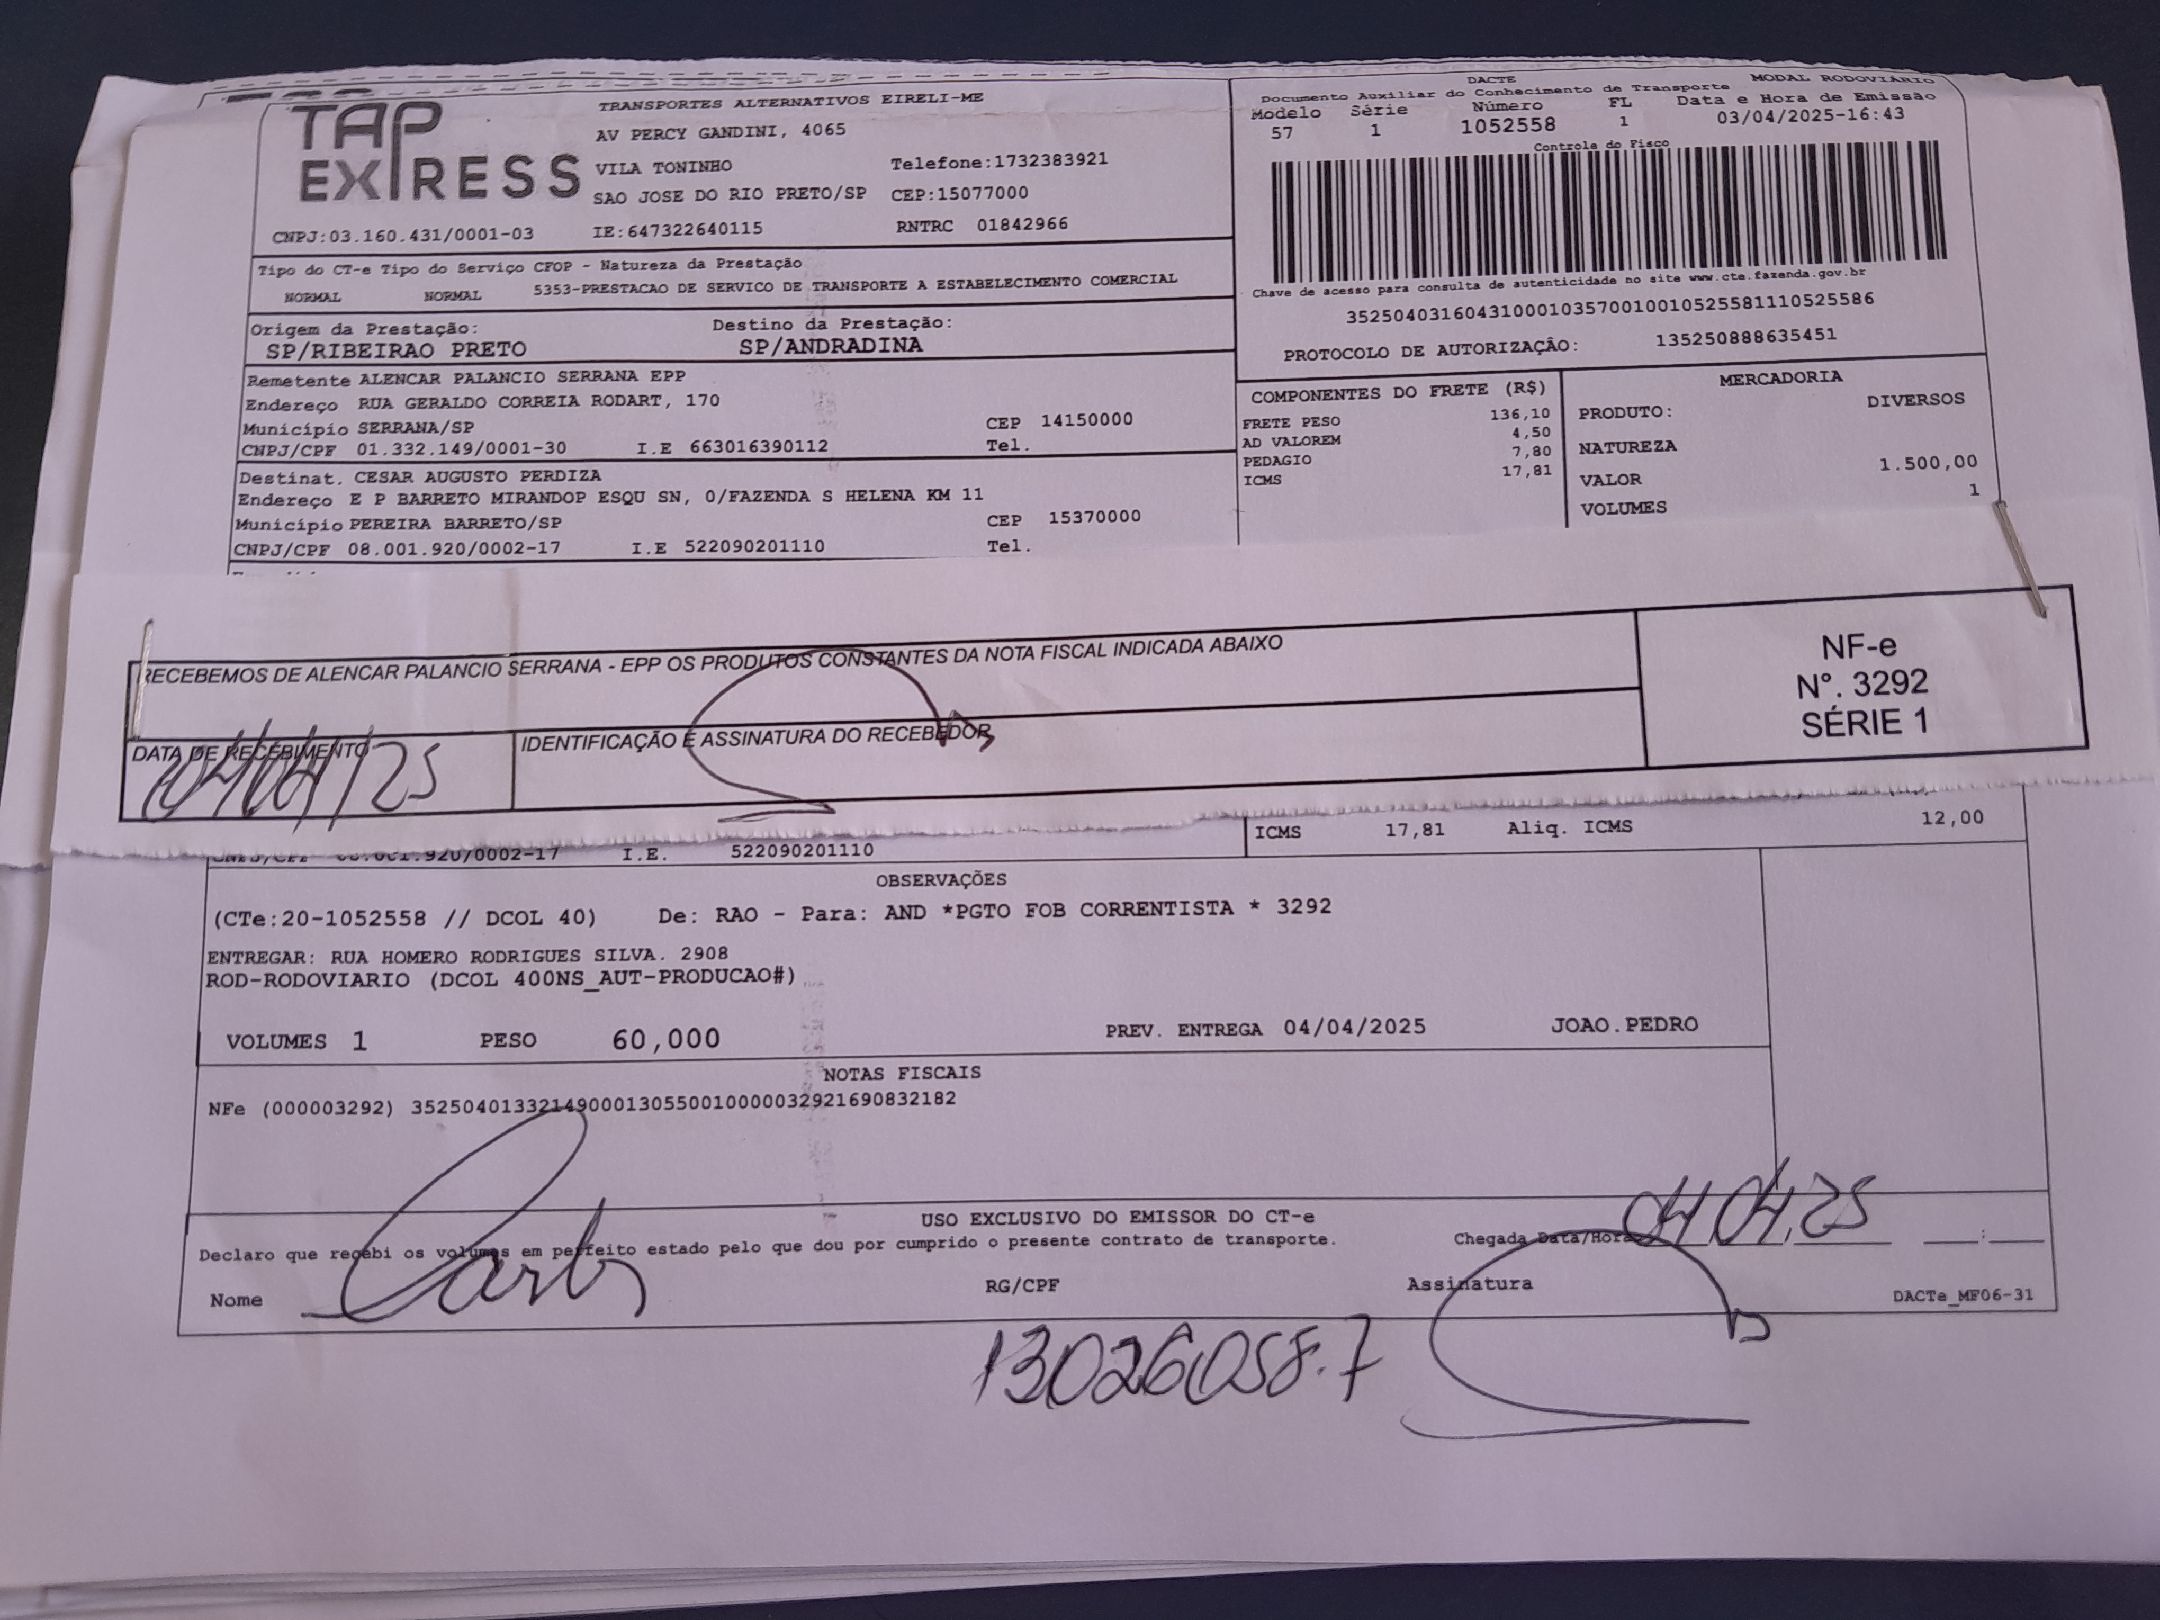 TAP EXPRESS
TRANSPORTES ALTERNATIVOS EIRELI-ME
AV PERCY GANDINI, 4065
VILA TONINHO Telefone:1732383921
SAO JOSE DO RIO PRETO/SP CEP:15077000
CNPJ:03.160.431/0001-03 IE:647322640115 RNTRC 01842966
DACTE MODAL RODOVIÁRIO
Documento Auxiliar do Conhecimento de Transporte
Modelo Série Número FL Data e Hora de Emissão
57 1 1052558 1 03/04/2025-16:43
Controle do Fisco
Chave de acesso para consulta de autenticidade no site www.cte.fazenda.gov.br
35250403160431000103570010010525581110525586
PROTOCOLO DE AUTORIZAÇÃO: 135250888635451
Tipo do CT-e Tipo do Serviço CFOP - Natureza da Prestação
NORMAL NORMAL 5353-PRESTACAO DE SERVICO DE TRANSPORTE A ESTABELECIMENTO COMERCIAL
Origem da Prestação: Destino da Prestação:
SP/RIBEIRAO PRETO SP/ANDRADINA
Remetente ALENCAR PALANCIO SERRANA EPP
Endereço RUA GERALDO CORREIA RODART, 170
Município SERRANA/SP CEP 14150000
CNPJ/CPF 01.332.149/0001-30 I.E 663016390112 Tel.
Destinat. CESAR AUGUSTO PERDIZA
Endereço E P BARRETO MIRANDOP ESQU SN, 0/FAZENDA S HELENA KM 11
Município PEREIRA BARRETO/SP CEP 15370000
CNPJ/CPF 08.001.920/0002-17 I.E 522090201110 Tel.
COMPONENTES DO FRETE (R$)
FRETE PESO 136,10
AD VALOREM 4,50
PEDAGIO 7,80
ICMS 17,81
MERCADORIA
PRODUTO: DIVERSOS
NATUREZA
VALOR 1.500,00
VOLUMES 1
RECEBEMOS DE ALENCAR PALANCIO SERRANA - EPP OS PRODUTOS CONSTANTES DA NOTA FISCAL INDICADA ABAIXO
NF-e
N°. 3292
SÉRIE 1
DATA DE RECEBIMENTO IDENTIFICAÇÃO E ASSINATURA DO RECEBEDOR
04/04/25
ICMS 17,81 Aliq. ICMS 12,00
CNPJ/CPF 08.001.920/0002-17 I.E. 522090201110
OBSERVAÇÕES
(CTe:20-1052558 // DCOL 40) De: RAO - Para: AND *PGTO FOB CORRENTISTA * 3292
ENTREGAR: RUA HOMERO RODRIGUES SILVA. 2908
ROD-RODOVIARIO (DCOL 400NS_AUT-PRODUCAO#)
VOLUMES 1 PESO 60,000 PREV. ENTREGA 04/04/2025 JOAO.PEDRO
NOTAS FISCAIS
NFe (000003292) 35250401332149000130550010000032921690832182
USO EXCLUSIVO DO EMISSOR DO CT-e
Declaro que recebi os volumes em perfeito estado pelo que dou por cumprido o presente contrato de transporte. Chegada Data/Hora 04.04.25 :
Nome Carlos RG/CPF Assinatura DACTe_MF06-31
13026058.7